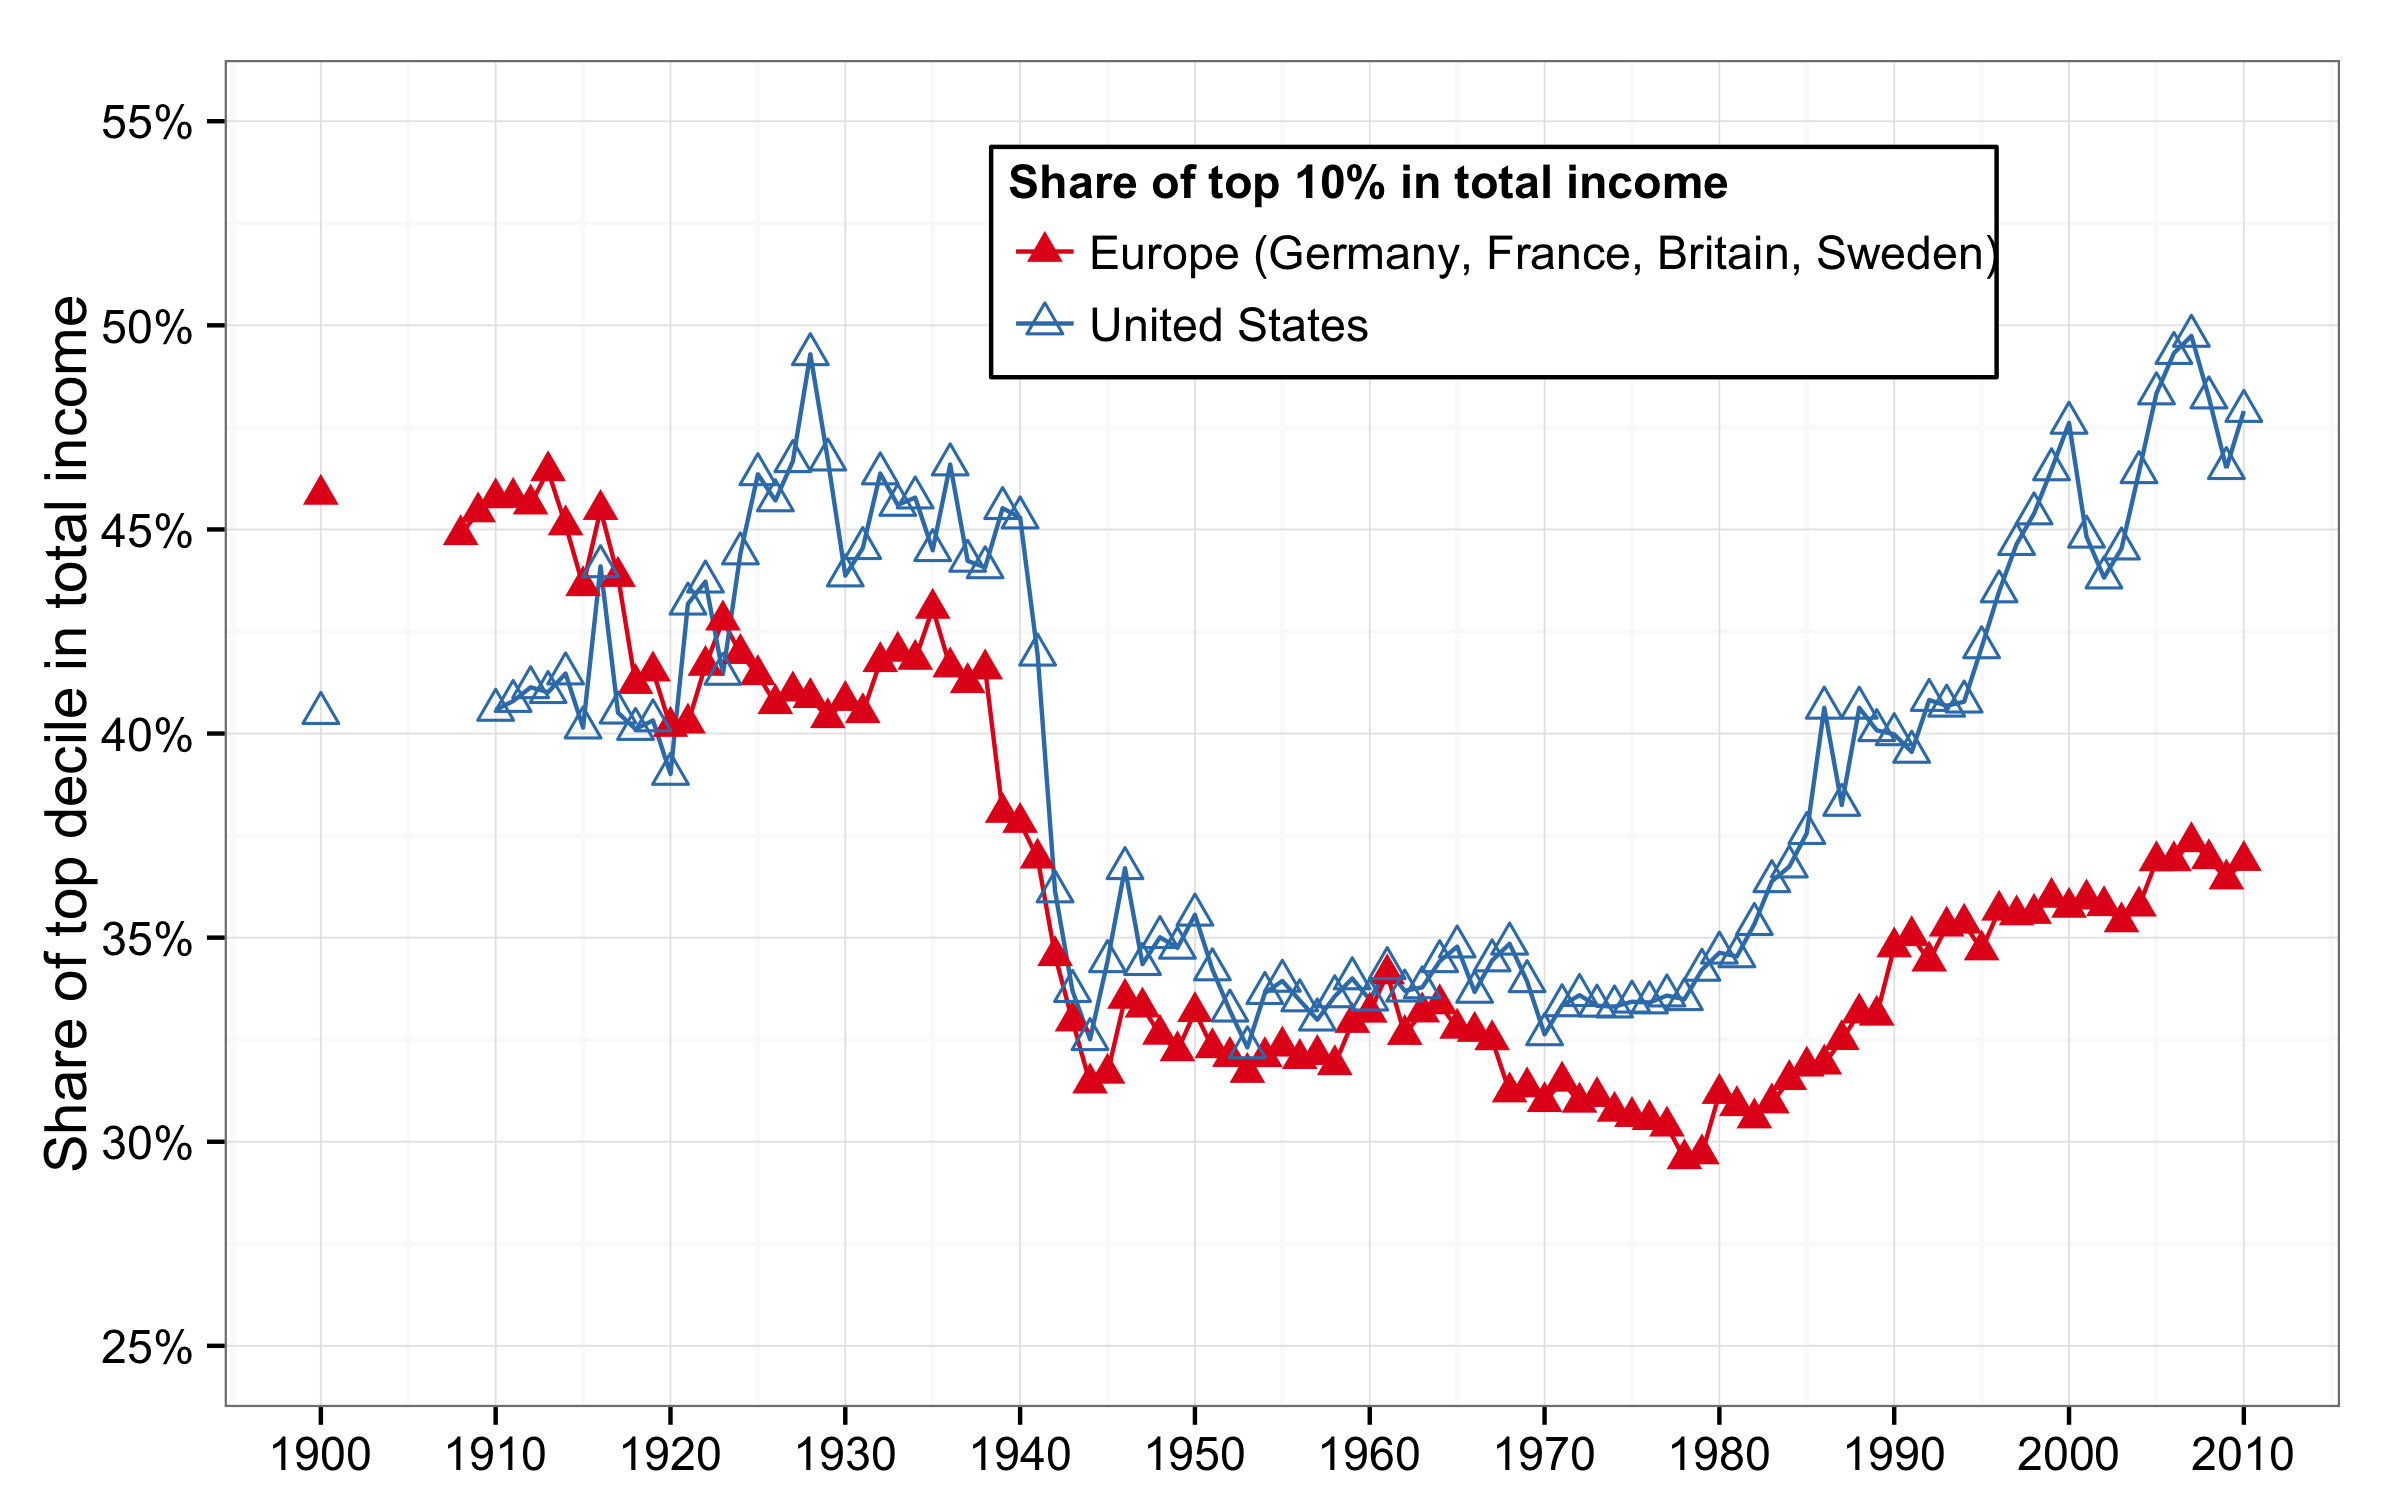 Share of top decile in total income
55%
50%
45%
40%
35%
30%
25%
Share of top 10% in total income
Europe (Germany, France, Britain, Sweden)
United States
1900 1910 1920 1930 1940 1950 1960 1970 1980 1990 2000 2010